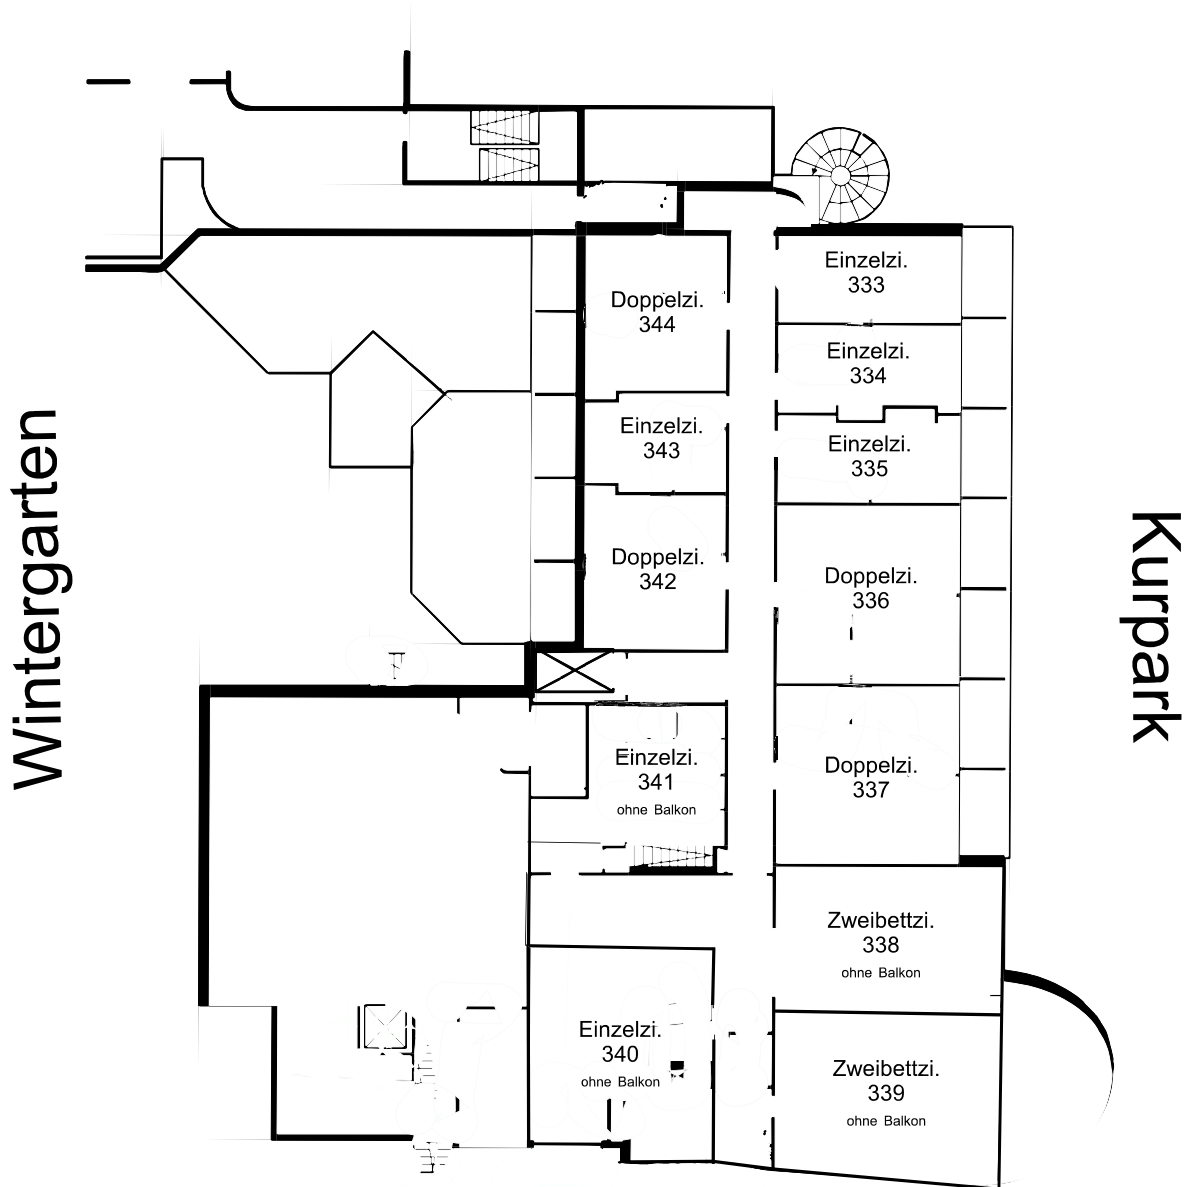 Einzelzi.
333
Doppelzi.
344
Einzelzi.
334
Einzelzi.
343
Einzelzi.
335
Wintergarten
Kurpark
Doppelzi.
342
Doppelzi.
336
Einzelzi.
341
ohne Balkon
Doppelzi.
337
Zweibettzi.
338
ohne Balkon
Einzelzi.
340
ohne Balkon
Zweibettzi.
339
ohne Balkon